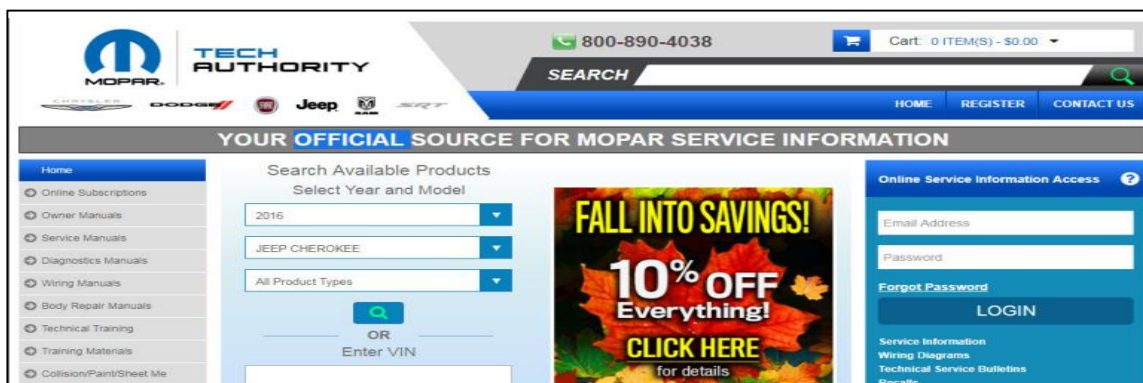 MOPAR.
TECH
AUTHORITY
800-890-4038
Cart: 0 ITEM(S) - $0.00
SEARCH
CHRYSLER DODGE FIAT Jeep RAM SRT
HOME REGISTER CONTACT US
YOUR OFFICIAL SOURCE FOR MOPAR SERVICE INFORMATION
Home
Online Subscriptions
Owner Manuals
Service Manuals
Diagnostics Manuals
Wiring Manuals
Body Repair Manuals
Technical Training
Training Materials
Collision/Paint/Sheet Me
Search Available Products
Select Year and Model
2016
JEEP CHEROKEE
All Product Types
OR
Enter VIN
FALL INTO SAVINGS!
10% OFF
Everything!
CLICK HERE
for details
Online Service Information Access ?
Email Address
Password
Forgot Password
LOGIN
Service Information
Wiring Diagrams
Technical Service Bulletins
Recalls